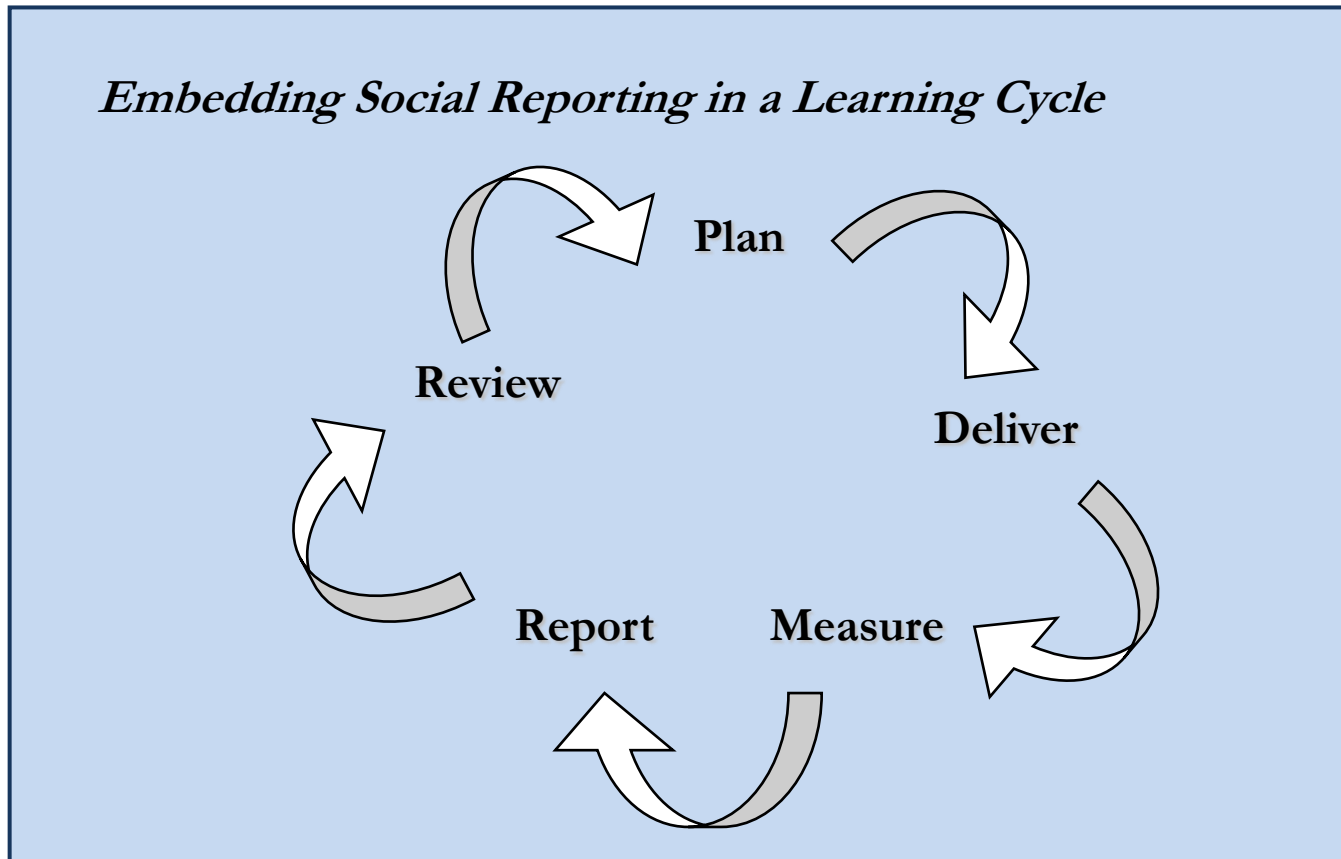 Embedding Social Reporting in a Learning Cycle
Plan
Review
Deliver
Report Measure